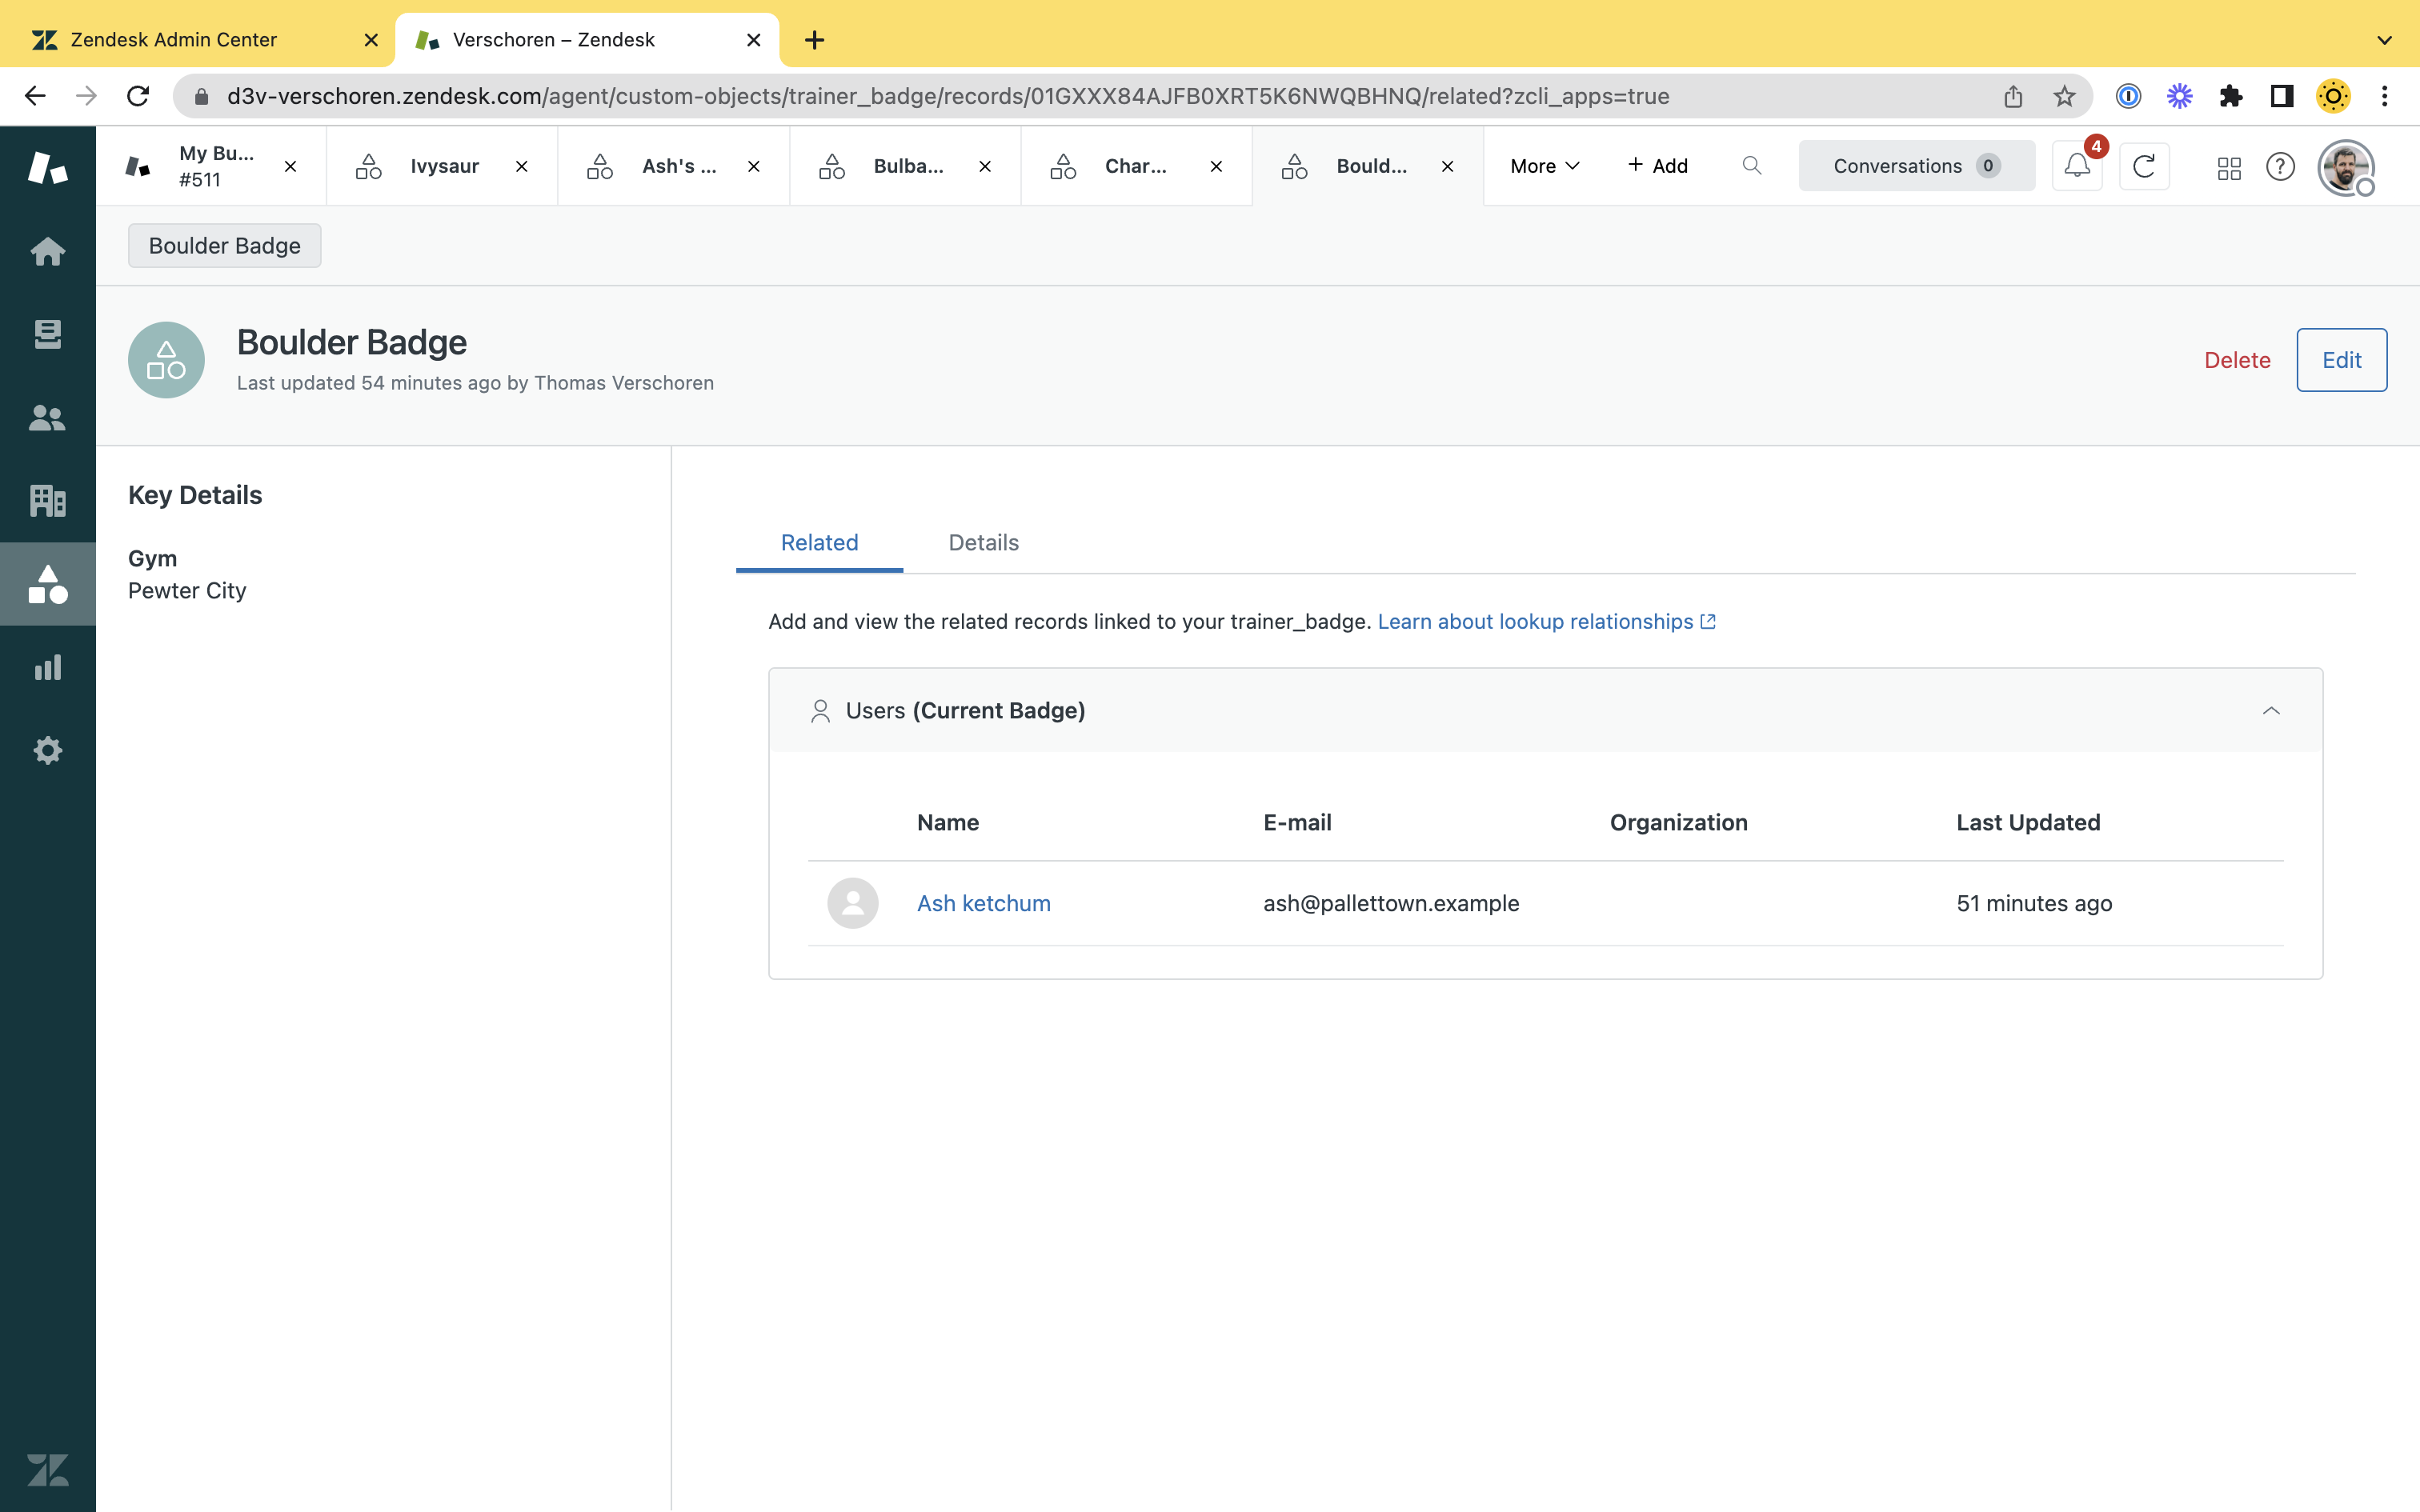 Zendesk Admin Center
Verschoren – Zendesk
d3v-verschoren.zendesk.com/agent/custom-objects/trainer_badge/records/01GXXX84AJFB0XRT5K6NWQBHNQ/related?zcli_apps=true
My Bu...
#511
Ivysaur
Ash's ...
Bulba...
Char...
Bould...
More
+ Add
Conversations 0
4
Boulder Badge
Boulder Badge
Last updated 54 minutes ago by Thomas Verschoren
Delete
Edit
Key Details
Gym
Pewter City
Related
Details
Add and view the related records linked to your trainer_badge. Learn about lookup relationships
Users (Current Badge)
Name
E-mail
Organization
Last Updated
Ash ketchum
ash@pallettown.example
51 minutes ago